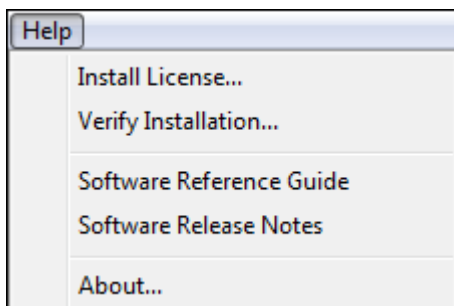 Help
Install License...
Verify Installation...
Software Reference Guide
Software Release Notes
About...